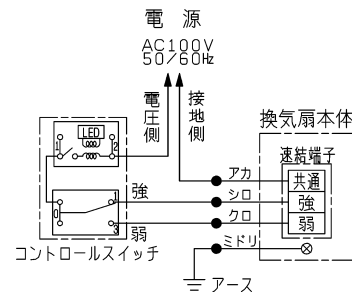 電 源
AC100V
50/60Hz
電圧側
接地側
換気扇本体
速結端子
LED
1
2
アカ
共通
強
1
シロ
強
0
クロ
弱
3
弱
ミドリ
コントロールスイッチ
アース